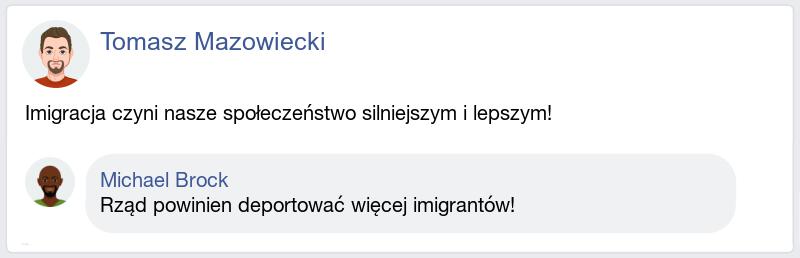 Tomasz Mazowiecki
Imigracja czyni nasze społeczeństwo silniejszym i lepszym!
Michael Brock
Rząd powinien deportować więcej imigrantów!